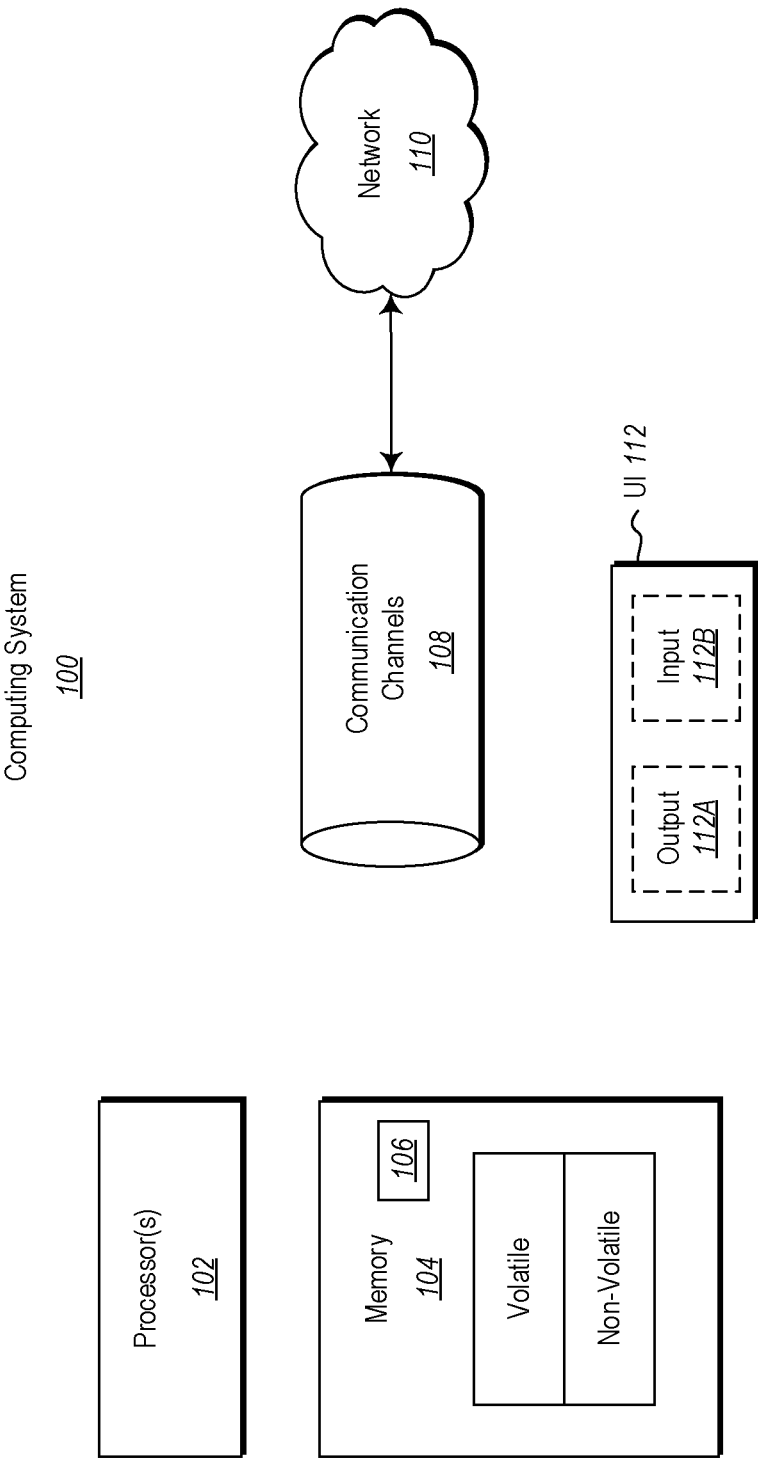 Computing System
100
Processor(s)
102
Memory
104
106
Volatile
Non-Volatile
Communication
Channels
108
Network
110
UI 112
Output
112A
Input
112B